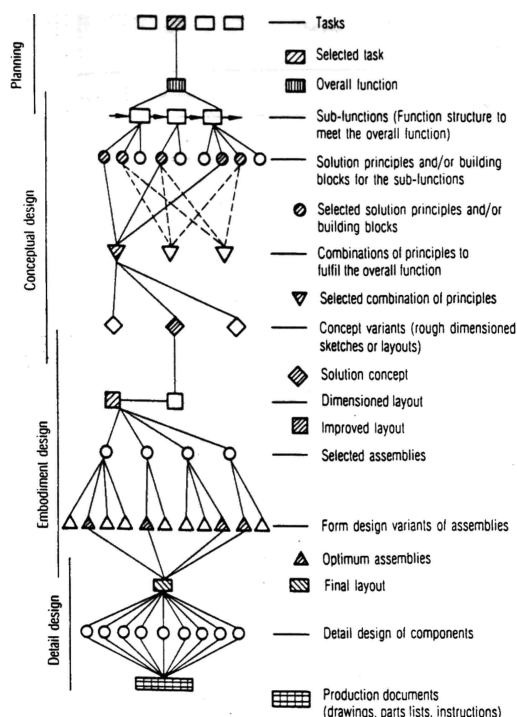 Planning
Conceptual design
Embodiment design
Detail design
Tasks
Selected task
Overall function
Sub-functions (Function structure to
meet the overall function)
Solution principles and/or building
blocks for the sub-functions
Selected solution principles and/or
building blocks
Combinations of principles to
fulfil the overall function
Selected combination of principles
Concept variants (rough dimensioned
sketches or layouts)
Solution concept
Dimensioned layout
Improved layout
Selected assemblies
Form design variants of assemblies
Optimum assemblies
Final layout
Detail design of components
Production documents
(drawings, parts lists, instructions)